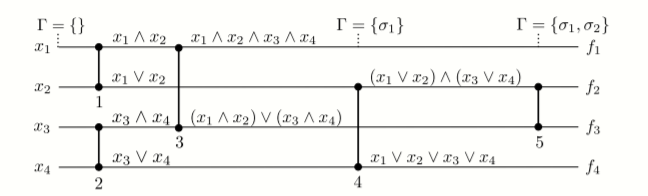 Γ = {} Γ = {σ₁} Γ = {σ₁, σ₂}
x₁ x₁ ∧ x₂ x₁ ∧ x₂ ∧ x₃ ∧ x₄ f₁
x₂ x₁ ∨ x₂ (x₁ ∨ x₂) ∧ (x₃ ∨ x₄) f₂
1
x₃ x₃ ∧ x₄ (x₁ ∧ x₂) ∨ (x₃ ∧ x₄) f₃
3 5
x₄ x₃ ∨ x₄ x₁ ∨ x₂ ∨ x₃ ∨ x₄ f₄
2 4